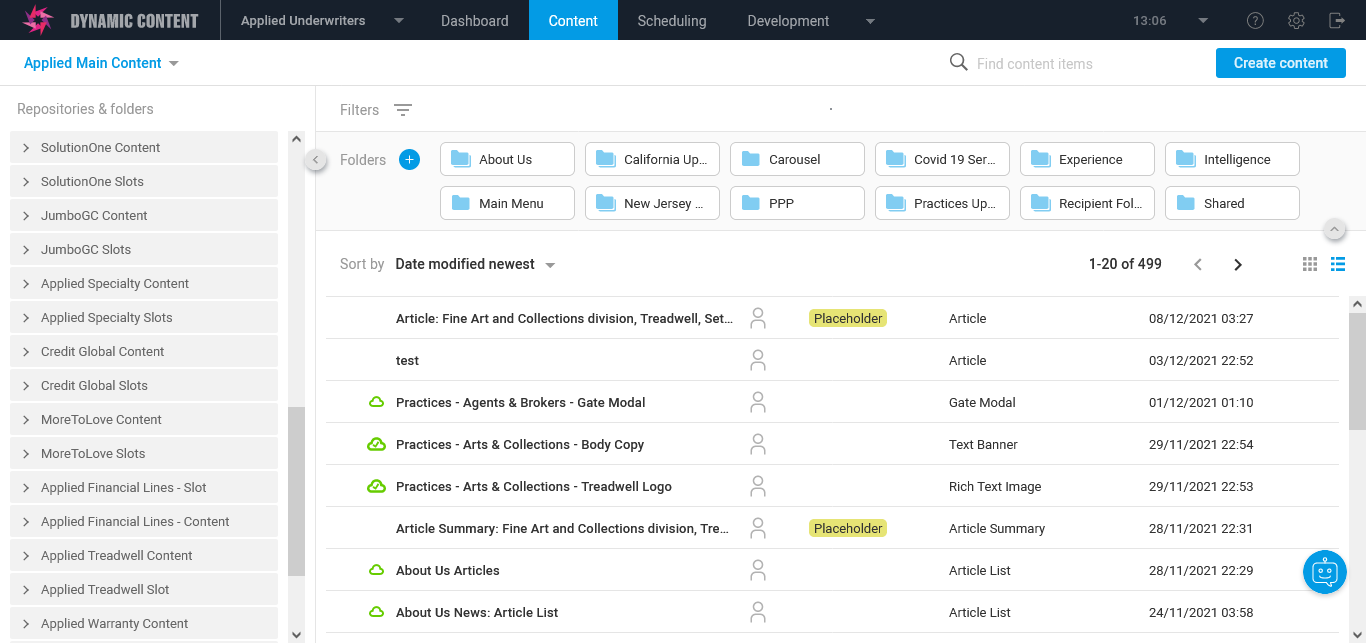 DYNAMIC CONTENT Applied Underwriters Dashboard Content Scheduling Development 13:06 ?
Applied Main Content Find content items Create content
Repositories & folders
SolutionOne Content
SolutionOne Slots
JumboGC Content
JumboGC Slots
Applied Specialty Content
Applied Specialty Slots
Credit Global Content
Credit Global Slots
MoreToLove Content
MoreToLove Slots
Applied Financial Lines - Slot
Applied Financial Lines - Content
Applied Treadwell Content
Applied Treadwell Slot
Applied Warranty Content
Filters
Folders + About Us California Up... Carousel Covid 19 Ser... Experience Intelligence
Main Menu New Jersey ... PPP Practices Up... Recipient Fol... Shared
Sort by Date modified newest 1-20 of 499
Article: Fine Art and Collections division, Treadwell, Set... Placeholder Article 08/12/2021 03:27
test Article 03/12/2021 22:52
Practices - Agents & Brokers - Gate Modal Gate Modal 01/12/2021 01:10
Practices - Arts & Collections - Body Copy Text Banner 29/11/2021 22:54
Practices - Arts & Collections - Treadwell Logo Rich Text Image 29/11/2021 22:53
Article Summary: Fine Art and Collections division, Tre... Placeholder Article Summary 28/11/2021 22:31
About Us Articles Article List 28/11/2021 22:29
About Us News: Article List Article List 24/11/2021 03:58